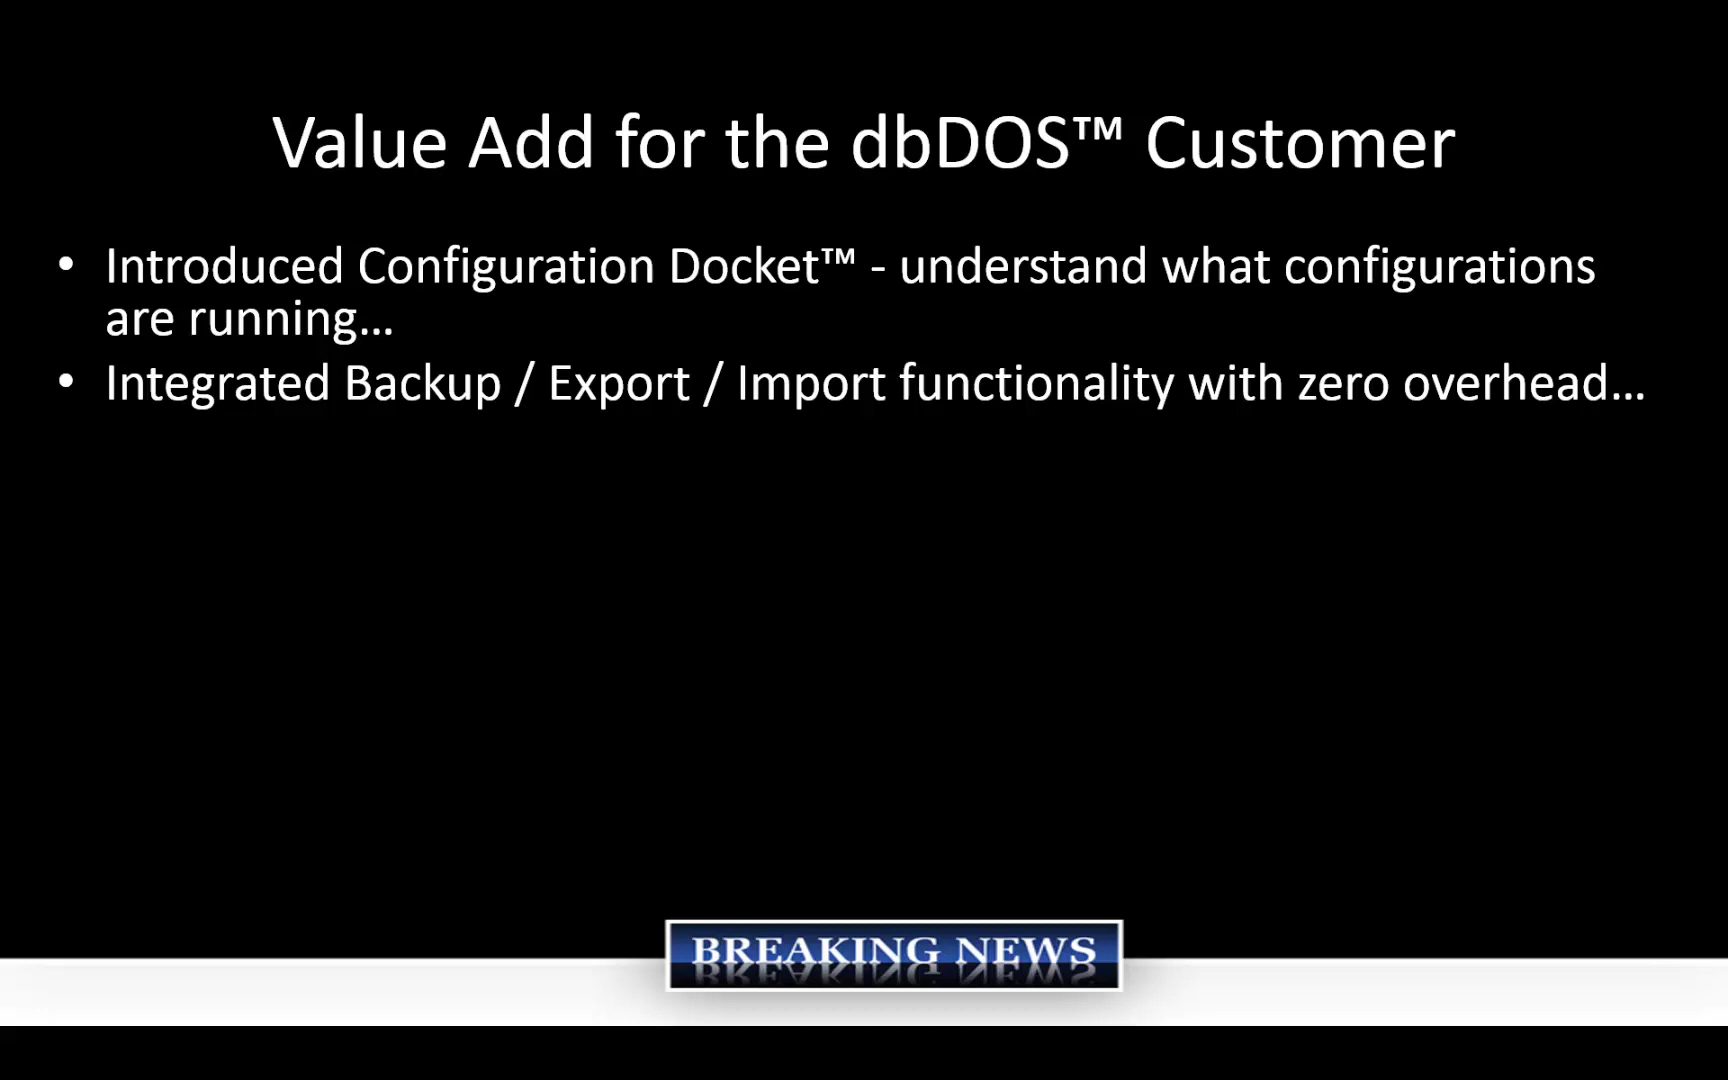 Value Add for the dbDOS™ Customer
• Introduced Configuration Docket™ - understand what configurations
are running...
• Integrated Backup / Export / Import functionality with zero overhead...
BREAKING NEWS